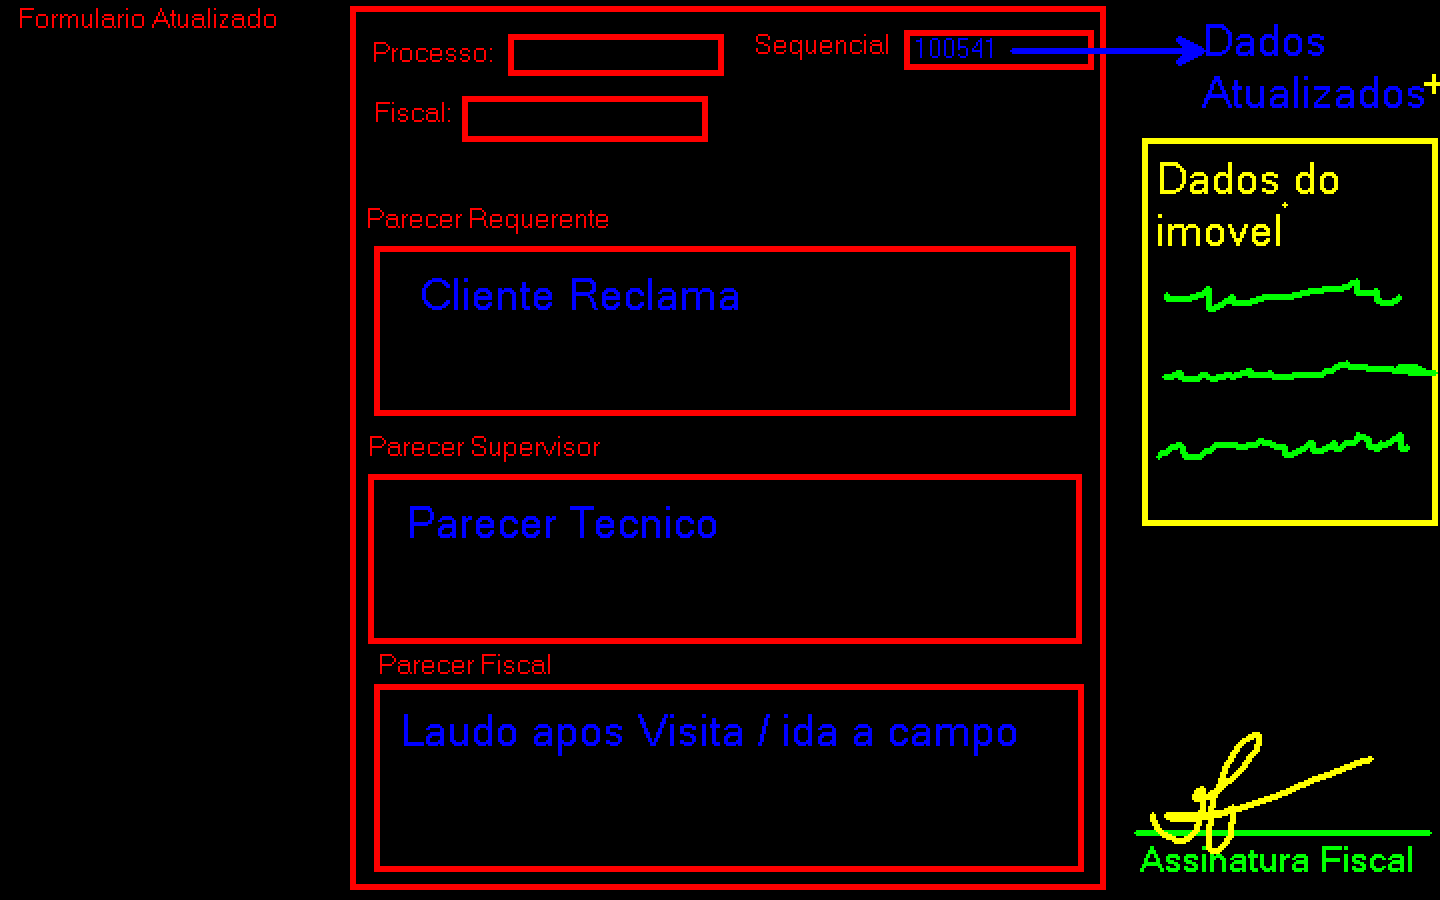 Formulario Atualizado
Processo:
Sequencial 100541
Dados
Atualizados
Fiscal:
Dados do
imovel
Parecer Requerente
Cliente Reclama
Parecer Supervisor
Parecer Tecnico
Parecer Fiscal
Laudo apos Visita / ida a campo
Assinatura Fiscal